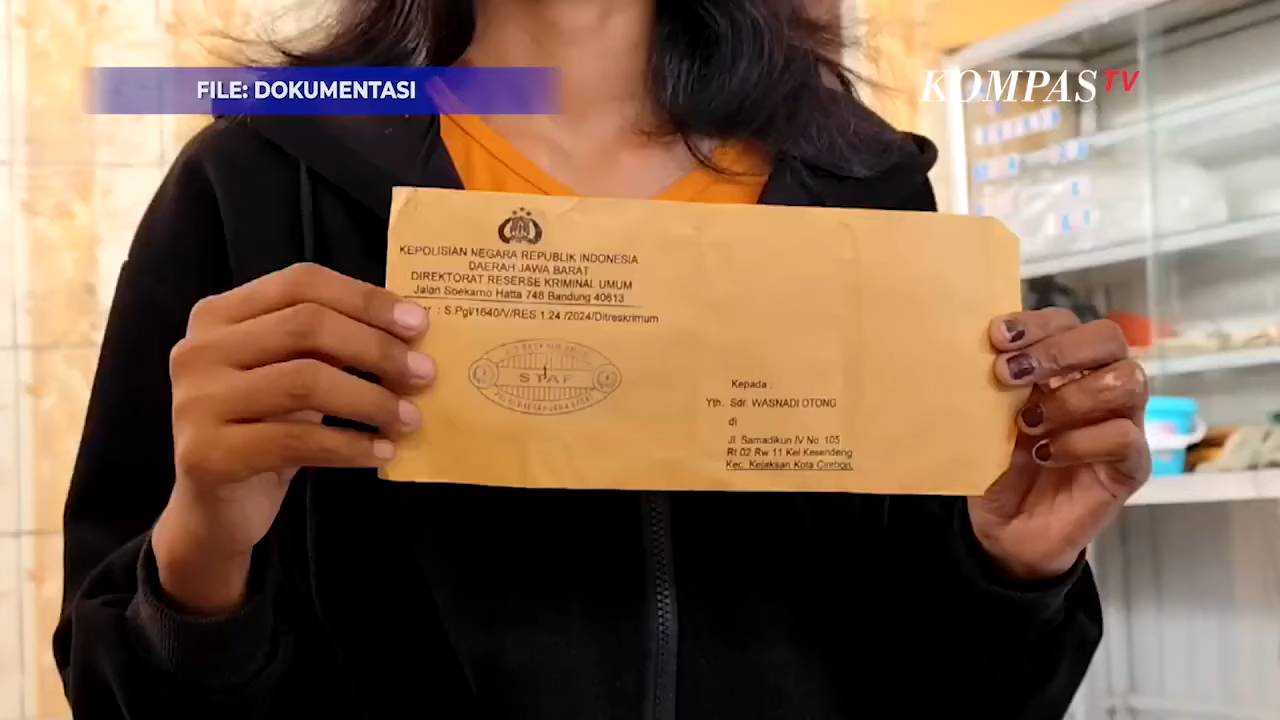 FILE: DOKUMENTASI
KOMPAS TV
KEPOLISIAN NEGARA REPUBLIK INDONESIA
DAERAH JAWA BARAT
DIREKTORAT RESERSE KRIMINAL UMUM
Jalan Soekarno Hatta 748 Bandung 40613
: S.Pgl/1640/V/RES 1.24 /2024/Ditreskrimum
STAF
Kepada :
Yth. Sdr. WASNADI OTONG
di
Jl. Samadikun IV No. 105
Rt 02 Rw 11 Kel Kesendeng
Kec. Kejaksan Kota Cirebon.